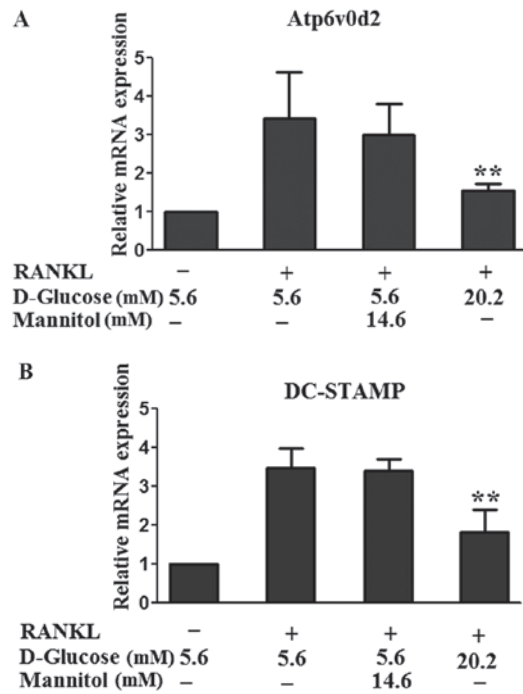 A
Atp6v0d2
Relative mRNA expression
5
4
3
2
1
0
**
RANKL – + + +
D-Glucose (mM) 5.6 5.6 5.6 20.2
Mannitol (mM) – – 14.6 –
B
DC-STAMP
Relative mRNA expression
5
4
3
2
1
0
**
RANKL – + + +
D-Glucose (mM) 5.6 5.6 5.6 20.2
Mannitol (mM) – – 14.6 –